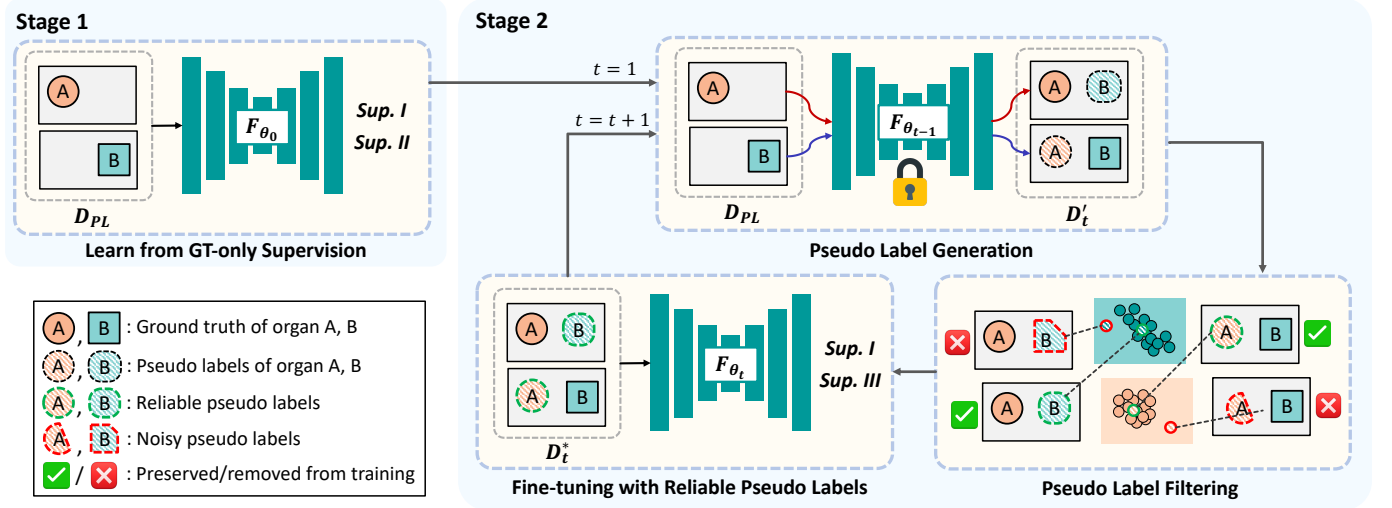 Stage 1
A
B
D_PL
F_θ₀
Sup. I
Sup. II
Learn from GT-only Supervision
Stage 2
t = 1
t = t + 1
A
B
D_PL
F_θₜ₋₁
A B
A B
D′ₜ
Pseudo Label Generation
A B
A B
D*ₜ
F_θₜ
Sup. I
Sup. III
Fine-tuning with Reliable Pseudo Labels
A B
A B
A B
A B
Pseudo Label Filtering
A , B : Ground truth of organ A, B
A , B : Pseudo labels of organ A, B
A , B : Reliable pseudo labels
A , B : Noisy pseudo labels
/ : Preserved/removed from training